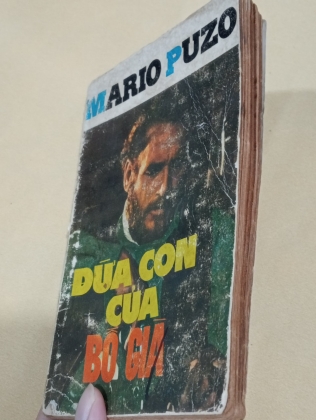 MARIO PUZO
ĐỨA CON
CỦA
BỐ GIÀ